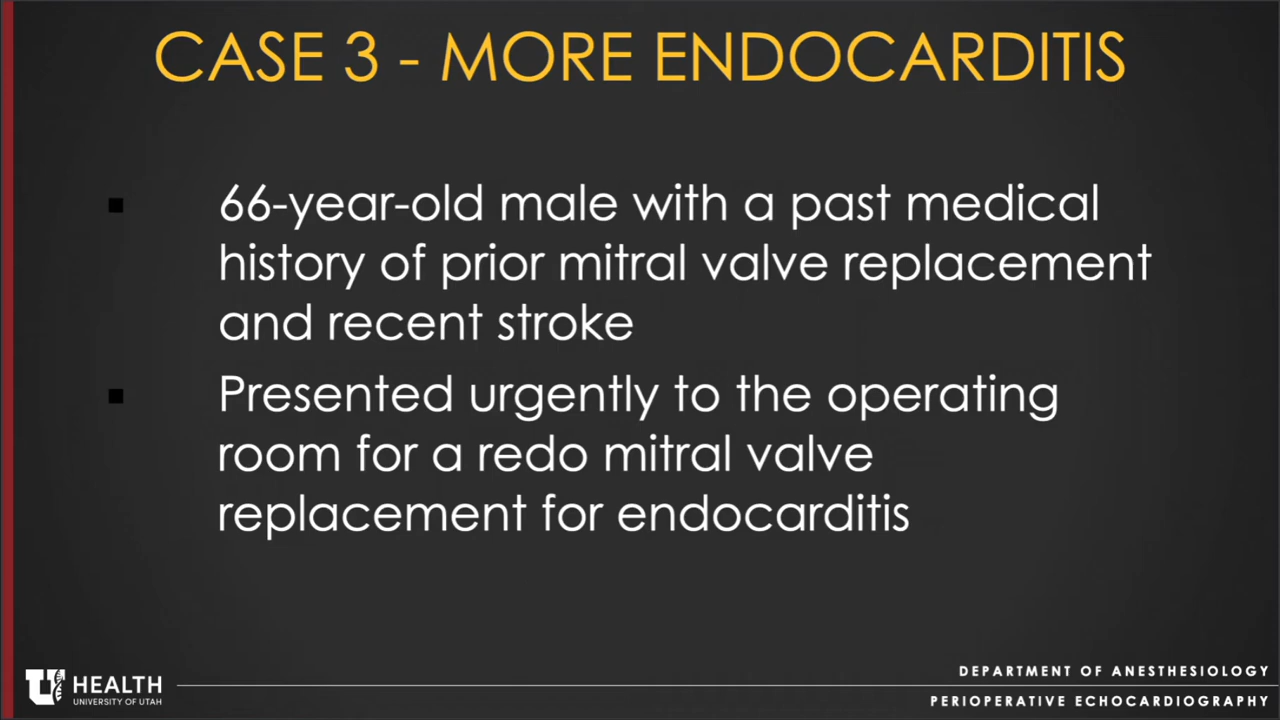 CASE 3 - MORE ENDOCARDITIS
66-year-old male with a past medical
history of prior mitral valve replacement
and recent stroke
Presented urgently to the operating
room for a redo mitral valve
replacement for endocarditis
U HEALTH
UNIVERSITY OF UTAH
DEPARTMENT OF ANESTHESIOLOGY
PERIOPERATIVE ECHOCARDIOGRAPHY